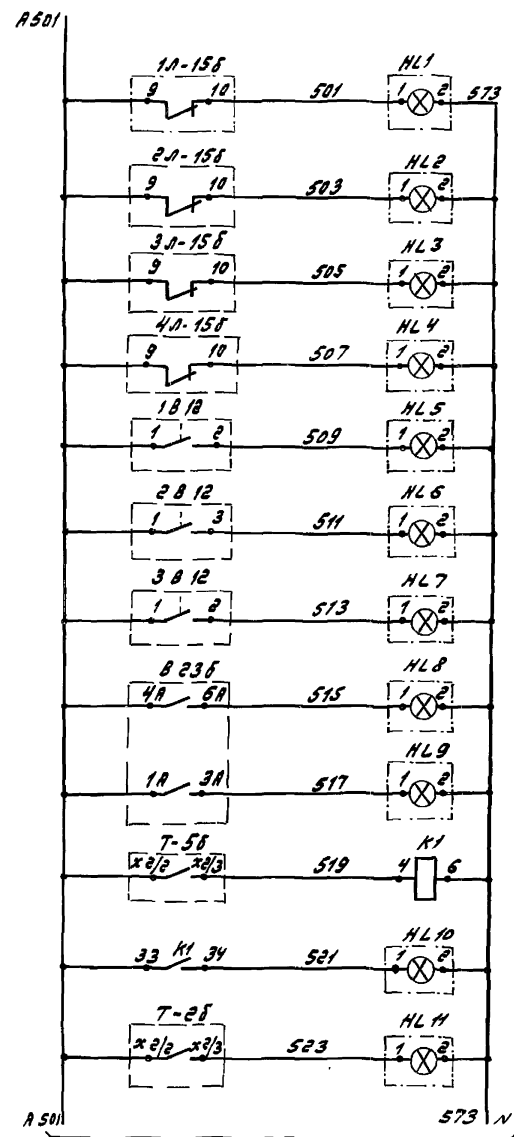 А501
1Л-15б HL1
9 10 501 1 2 573
2Л-15б HL2
9 10 503 1 2
3Л-15б HL3
9 10 505 1 2
4Л-15б HL4
9 10 507 1 2
1В12 HL5
1 2 509 1 2
2В12 HL6
1 3 511 1 2
3В12 HL7
1 2 513 1 2
В23б HL8
4А 6А 515 1 2
HL9
1А 3А 517 1 2
Т-5б К1
х2/2 х2/3 519 4 6
HL10
33 К1 34 521 1 2
Т-2б HL11
х2/2 х2/3 523 1 2
А501 573 N